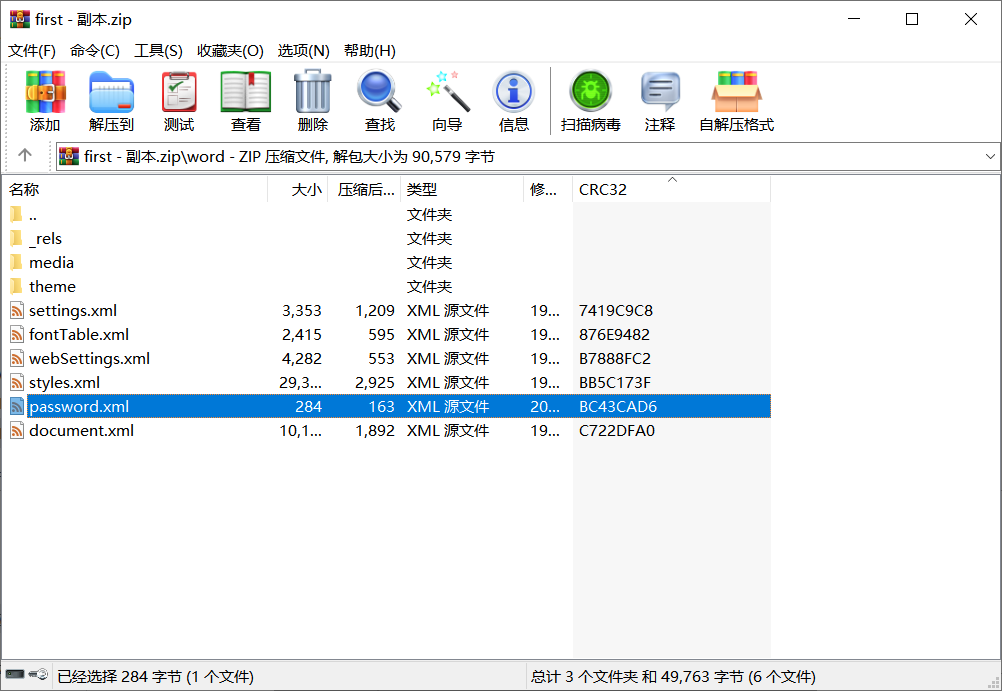 first - 副本.zip
文件(F) 命令(C) 工具(S) 收藏夹(O) 选项(N) 帮助(H)
添加 解压到 测试 查看 删除 查找 向导 信息 扫描病毒 注释 自解压格式
first - 副本.zip\word - ZIP 压缩文件, 解包大小为 90,579 字节
名称 大小 压缩后... 类型 修... CRC32
.. 文件夹
_rels 文件夹
media 文件夹
theme 文件夹
settings.xml 3,353 1,209 XML 源文件 19... 7419C9C8
fontTable.xml 2,415 595 XML 源文件 19... 876E9482
webSettings.xml 4,282 553 XML 源文件 19... B7888FC2
styles.xml 29,3... 2,925 XML 源文件 19... BB5C173F
password.xml 284 163 XML 源文件 20... BC43CAD6
document.xml 10,1... 1,892 XML 源文件 19... C722DFA0
已经选择 284 字节 (1 个文件) 总计 3 个文件夹 和 49,763 字节 (6 个文件)